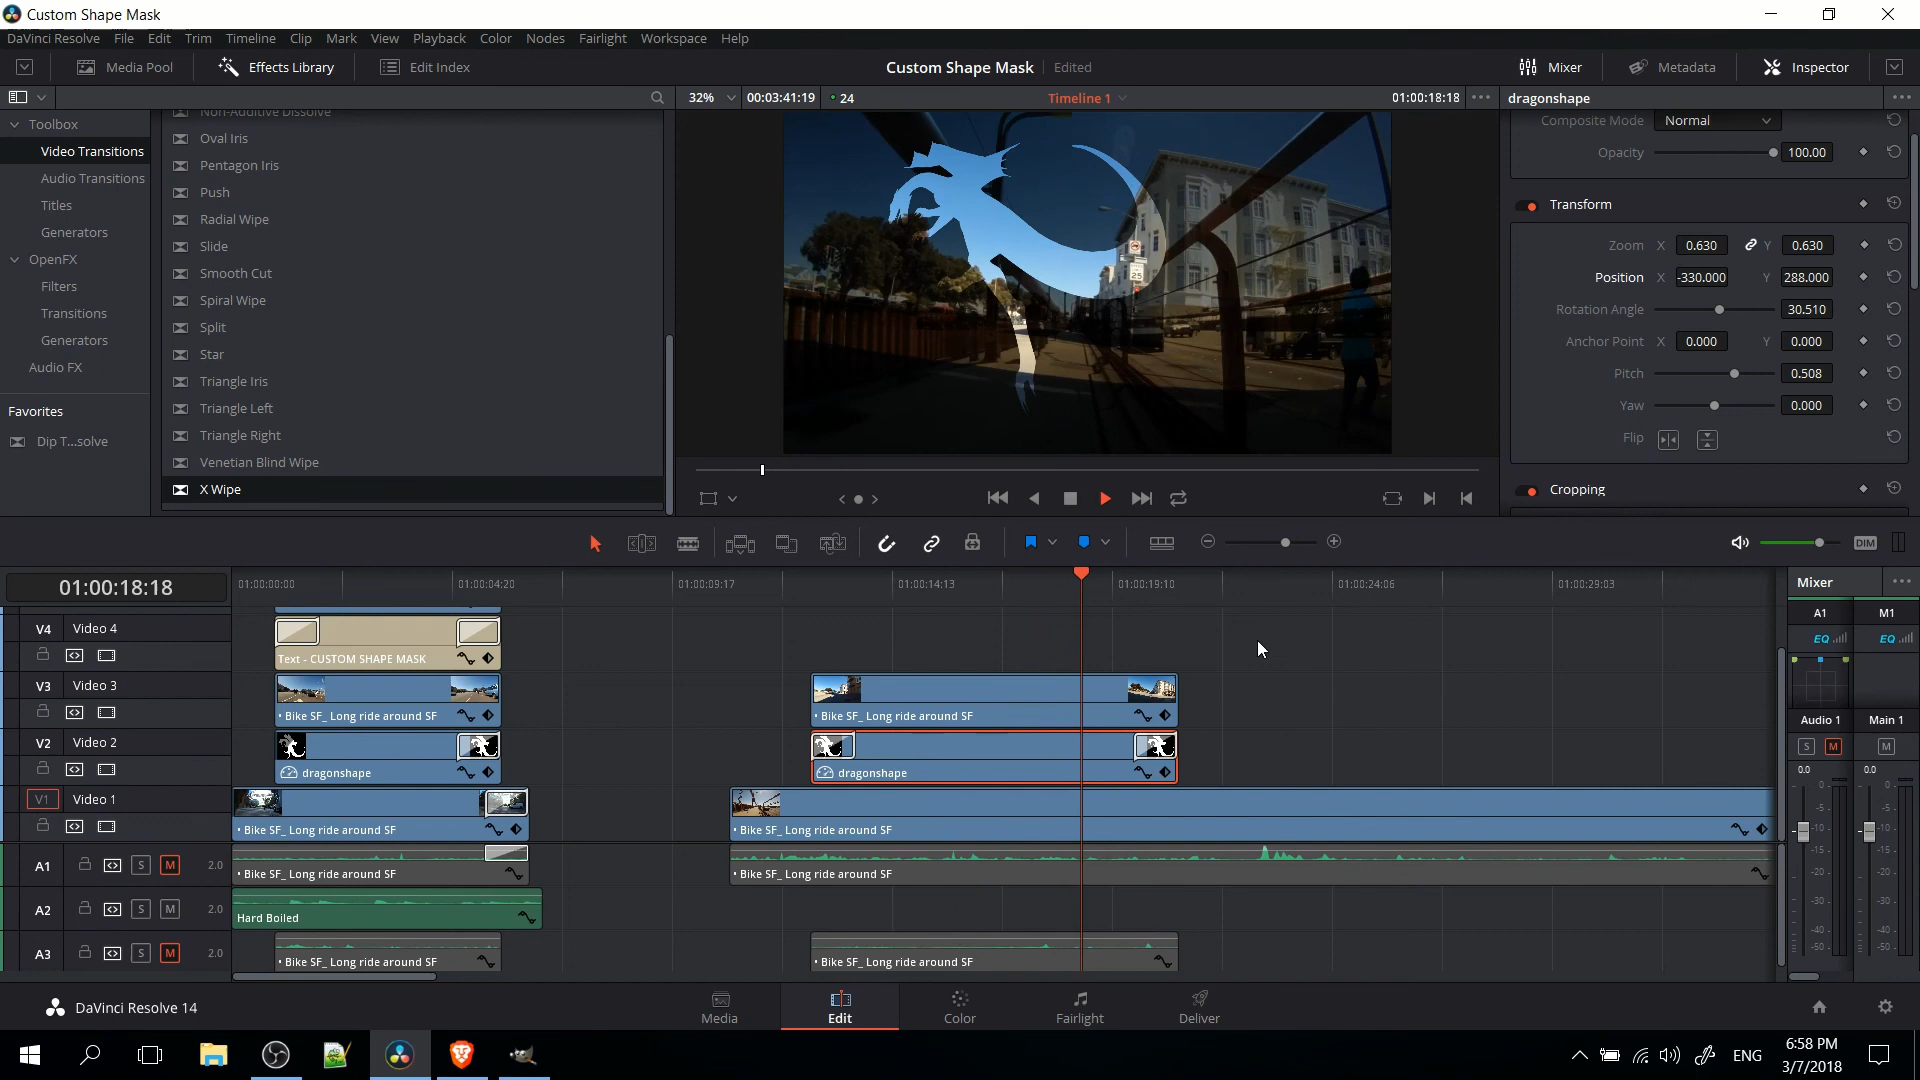 Custom Shape Mask
DaVinci Resolve File Edit Trim Timeline Clip Mark View Playback Color Nodes Fairlight Workspace Help
Media Pool Effects Library Edit Index Custom Shape Mask Edited Mixer Metadata Inspector
32% 00:03:41:19 24 Timeline 1 01:00:18:18 dragonshape
Toolbox
Video Transitions
Audio Transitions
Titles
Generators
OpenFX
Filters
Transitions
Generators
Audio FX
Favorites
Dip T...solve
Non-Additive Dissolve
Oval Iris
Pentagon Iris
Push
Radial Wipe
Slide
Smooth Cut
Spiral Wipe
Split
Star
Triangle Iris
Triangle Left
Triangle Right
Venetian Blind Wipe
X Wipe
25
Composite Mode Normal
Opacity 100.00
Transform
Zoom X 0.630 Y 0.630
Position X -330.000 Y 288.000
Rotation Angle 30.510
Anchor Point X 0.000 Y 0.000
Pitch 0.508
Yaw 0.000
Flip
Cropping
DIM
01:00:18:18 01:00:00:00 01:00:04:20 01:00:09:17 01:00:14:13 01:00:19:10 01:00:24:06 01:00:29:03
V4 Video 4
Text - CUSTOM SHAPE MASK
V3 Video 3
• Bike SF_ Long ride around SF • Bike SF_ Long ride around SF
V2 Video 2
dragonshape dragonshape
V1 Video 1
• Bike SF_ Long ride around SF • Bike SF_ Long ride around SF
A1 S M 2.0
• Bike SF_ Long ride around SF • Bike SF_ Long ride around SF
A2 S M 2.0
Hard Boiled
A3 S M 2.0
• Bike SF_ Long ride around SF • Bike SF_ Long ride around SF
Mixer
A1 M1
EQ EQ
Audio 1 Main 1
S M M
0.0 0.0
0- 0-
-5- -5-
-10- -10-
-15- -15-
-20- -20-
-30- -30-
-40- -40-
-50- -50-
DaVinci Resolve 14 Media Edit Color Fairlight Deliver
ENG 6:58 PM
3/7/2018